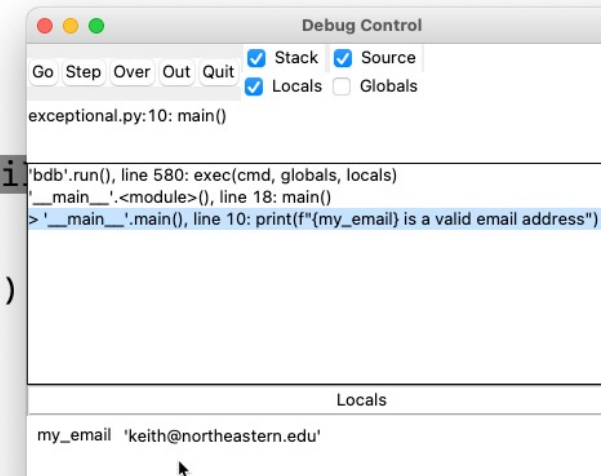 Debug Control
Go Step Over Out Quit Stack Source
Locals Globals
exceptional.py:10: main()
'bdb'.run(), line 580: exec(cmd, globals, locals)
'__main__'.<module>(), line 18: main()
> '__main__'.main(), line 10: print(f"{my_email} is a valid email address")
)
Locals
my_email 'keith@northeastern.edu'